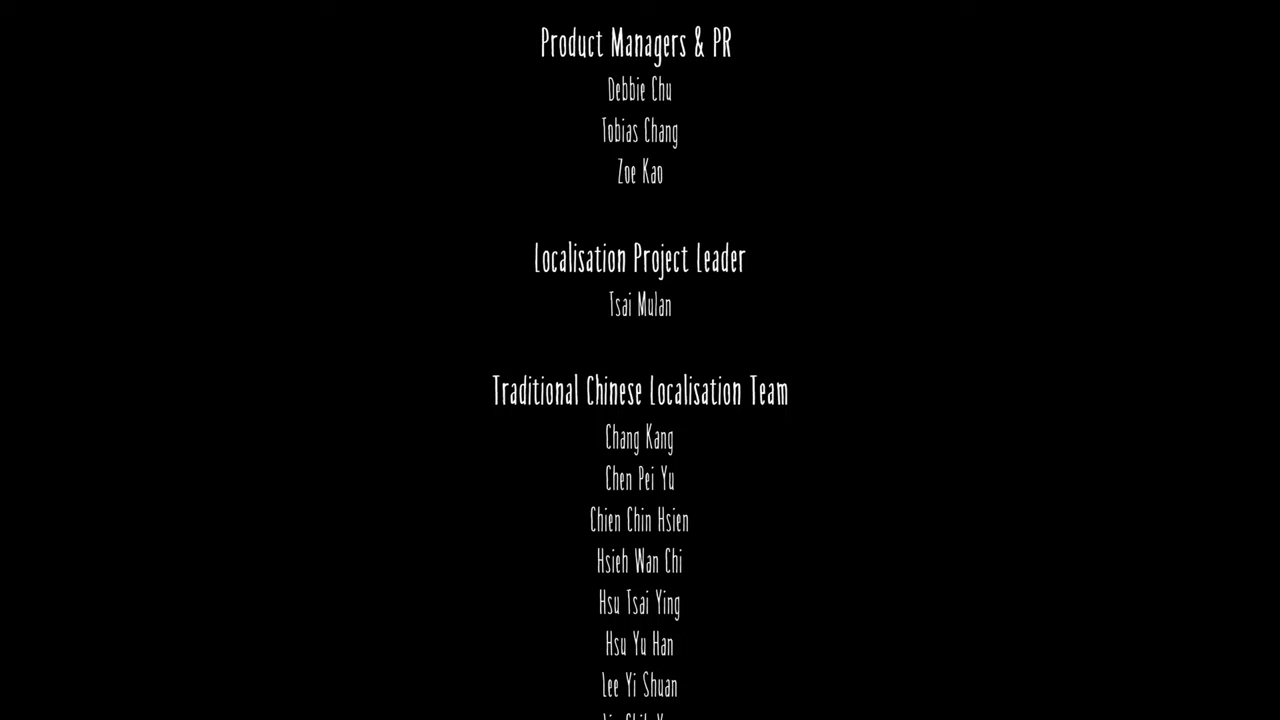 Product Managers & PR
Debbie Chu
Tobias Chang
Zoe Kao
Localisation Project Leader
Tsai Mulan
Traditional Chinese Localisation Team
Chang Kang
Chen Pei Yu
Chien Chin Hsien
Hsieh Wan Chi
Hsu Tsai Ying
Hsu Yu Han
Lee Yi Shuan